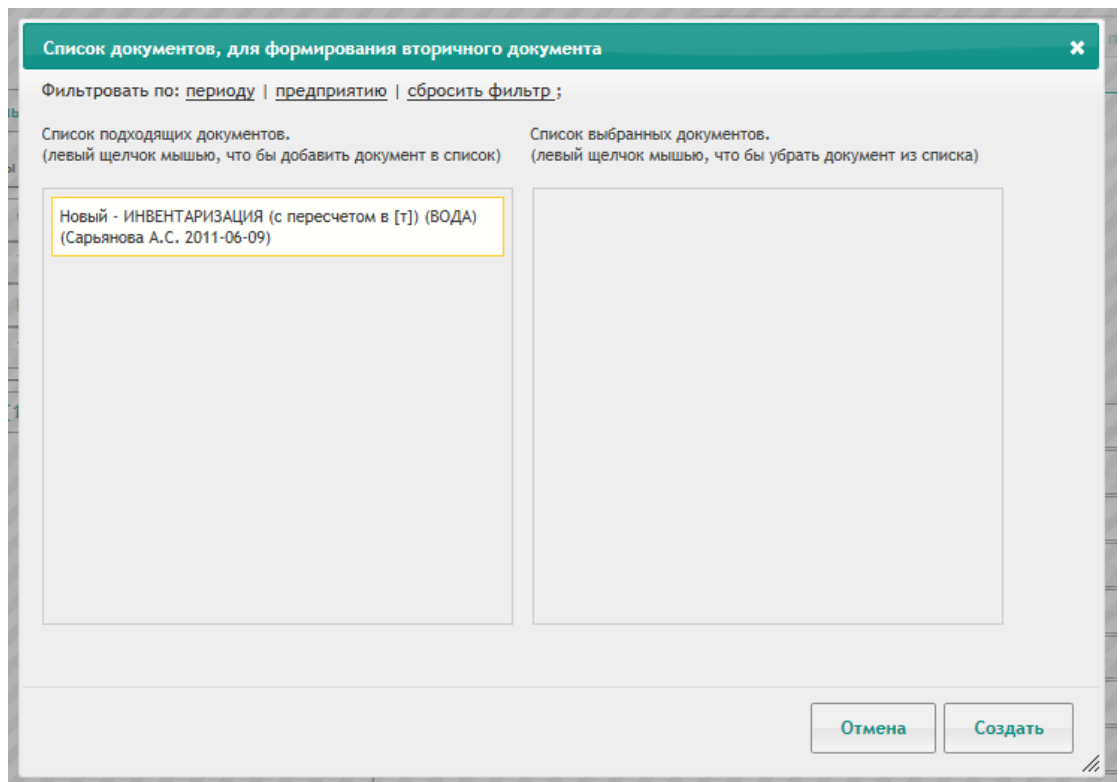 Список документов, для формирования вторичного документа
Фильтровать по: периоду | предприятию | сбросить фильтр ;
Список подходящих документов.
(левый щелчок мышью, что бы добавить документ в список)
Список выбранных документов.
(левый щелчок мышью, что бы убрать документ из списка)
Новый - ИНВЕНТАРИЗАЦИЯ (с пересчетом в [т]) (ВОДА)
(Сарьянова А.С. 2011-06-09)
Отмена
Создать